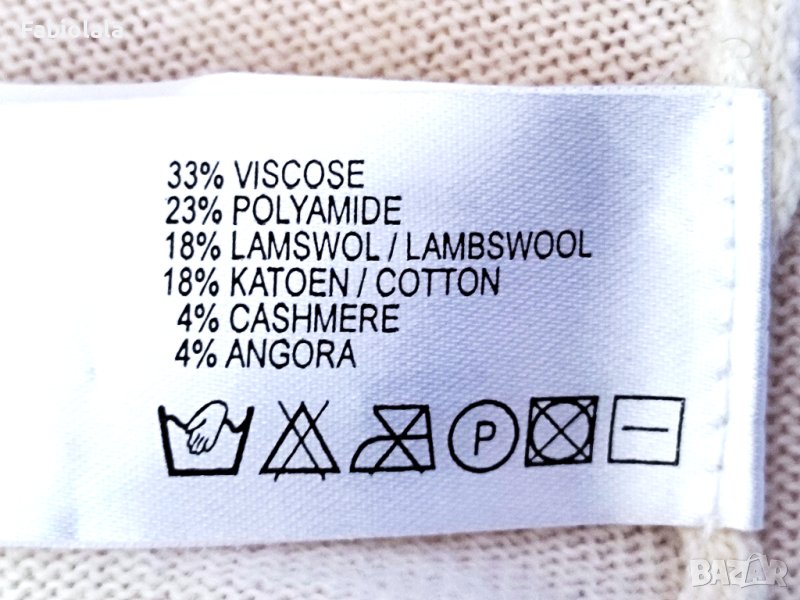 Fabiolala
33% VISCOSE
23% POLYAMIDE
18% LAMSWOL / LAMBSWOOL
18% KATOEN / COTTON
4% CASHMERE
4% ANGORA
P
BAZAR